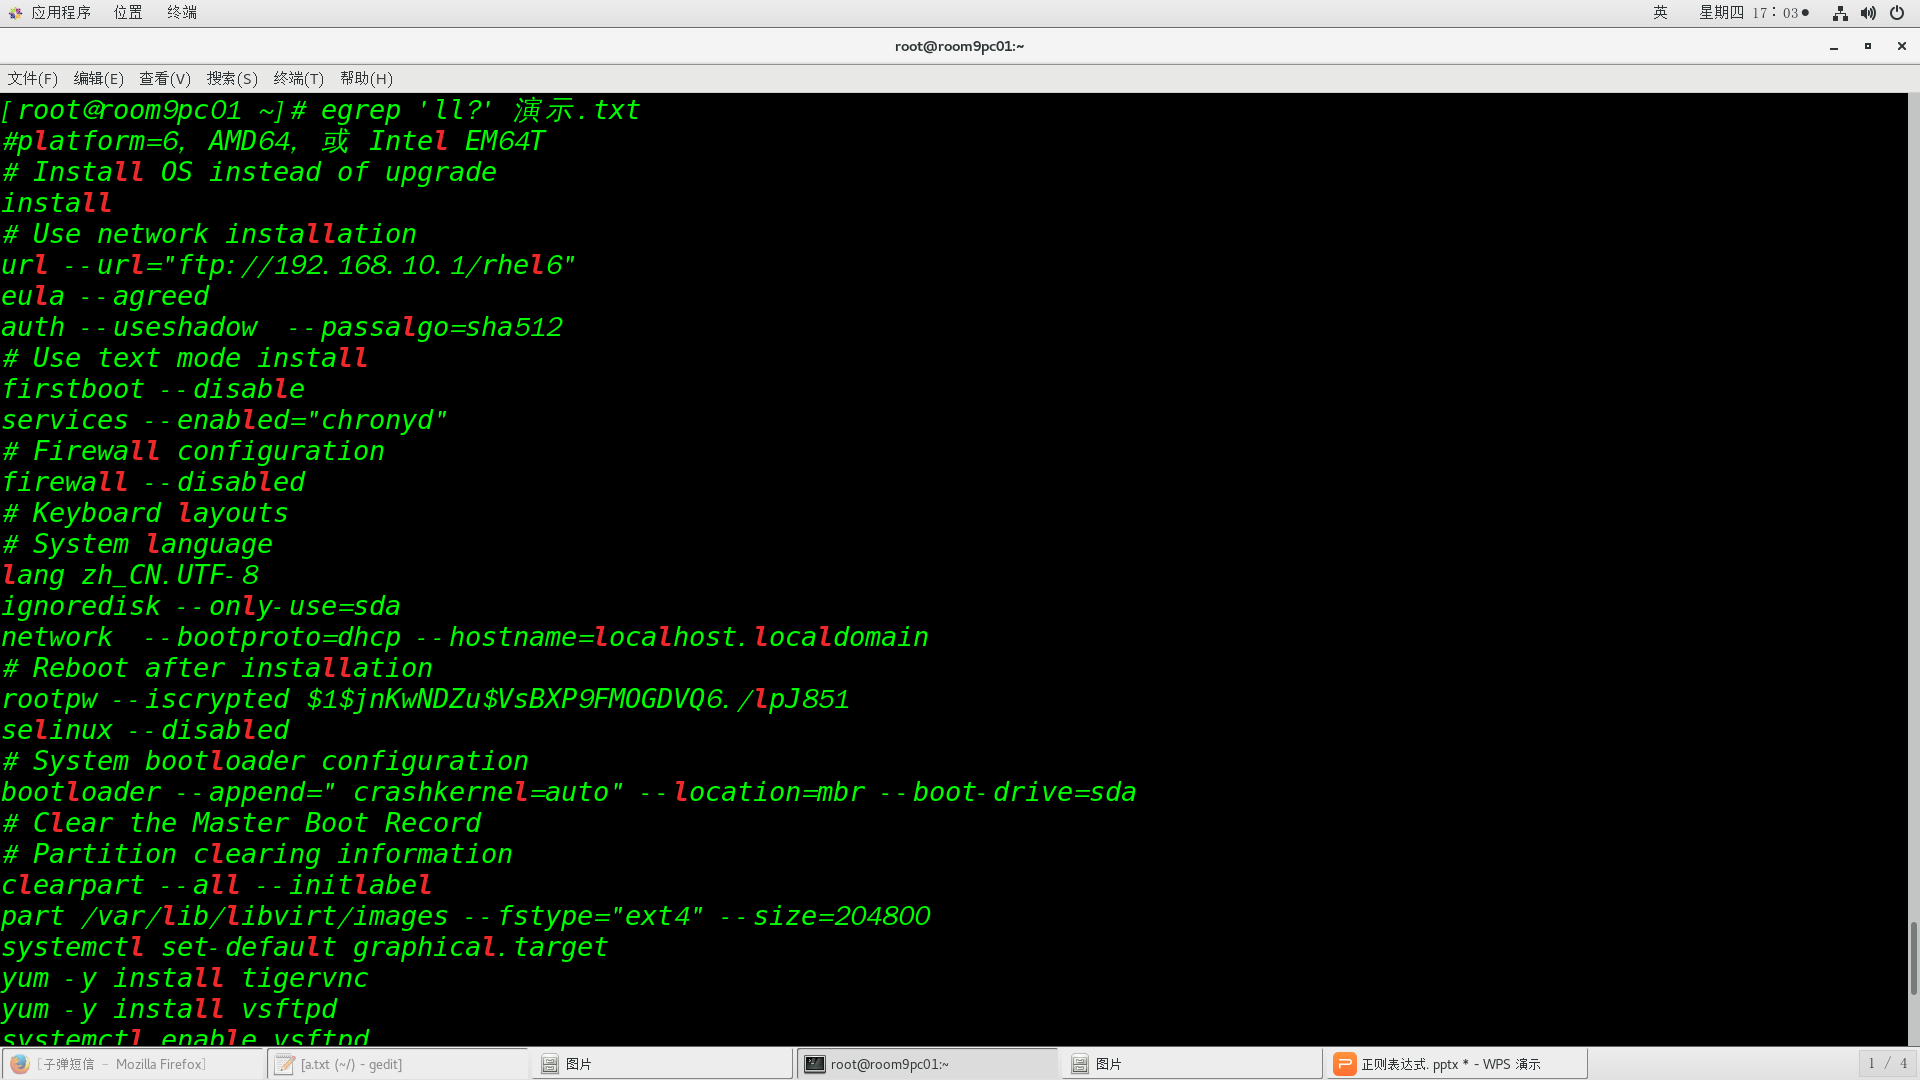 应用程序 位置 终端 英 星期四 17：03
root@room9pc01:~
文件(F) 编辑(E) 查看(V) 搜索(S) 终端(T) 帮助(H)
[root@room9pc01 ~]# egrep 'll?' 演示.txt
#platform=6, AMD64, 或 Intel EM64T
# Install OS instead of upgrade
install
# Use network installation
url --url="ftp://192.168.10.1/rhel6"
eula --agreed
auth --useshadow  --passalgo=sha512
# Use text mode install
firstboot --disable
services --enabled="chronyd"
# Firewall configuration
firewall --disabled
# Keyboard layouts
# System language
lang zh_CN.UTF-8
ignoredisk --only-use=sda
network  --bootproto=dhcp --hostname=localhost.localdomain
# Reboot after installation
rootpw --iscrypted $1$jnKwNDZu$VsBXP9FMOGDVQ6./lpJ851
selinux --disabled
# System bootloader configuration
bootloader --append=" crashkernel=auto" --location=mbr --boot-drive=sda
# Clear the Master Boot Record
# Partition clearing information
clearpart --all --initlabel
part /var/lib/libvirt/images --fstype="ext4" --size=204800
systemctl set-default graphical.target
yum -y install tigervnc
yum -y install vsftpd
systemctl enable vsftpd
[子弹短信 – Mozilla Firefox] [a.txt (~/) - gedit] 图片 root@room9pc01:~ 图片 正则表达式.pptx * - WPS 演示 1 / 4